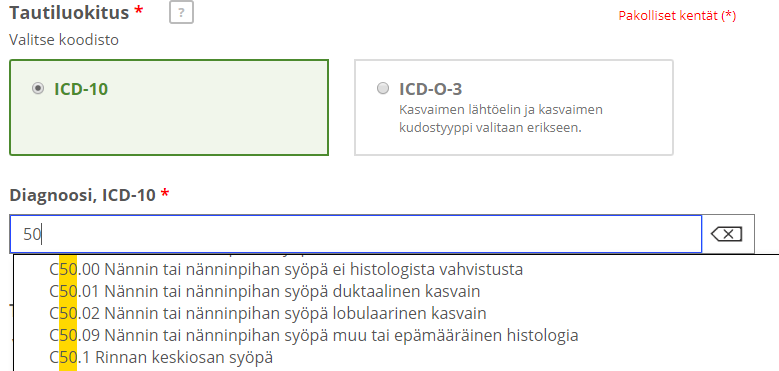 Tautiluokitus * ?
Pakolliset kentät (*)
Valitse koodisto
ICD-10
ICD-O-3
Kasvaimen lähtöelin ja kasvaimen
kudostyyppi valitaan erikseen.
Diagnoosi, ICD-10 *
50
C50.00 Nännin tai nänninpihan syöpä ei histologista vahvistusta
C50.01 Nännin tai nänninpihan syöpä duktaalinen kasvain
C50.02 Nännin tai nänninpihan syöpä lobulaarinen kasvain
C50.09 Nännin tai nänninpihan syöpä muu tai epämääräinen histologia
C50.1 Rinnan keskiosan syöpä